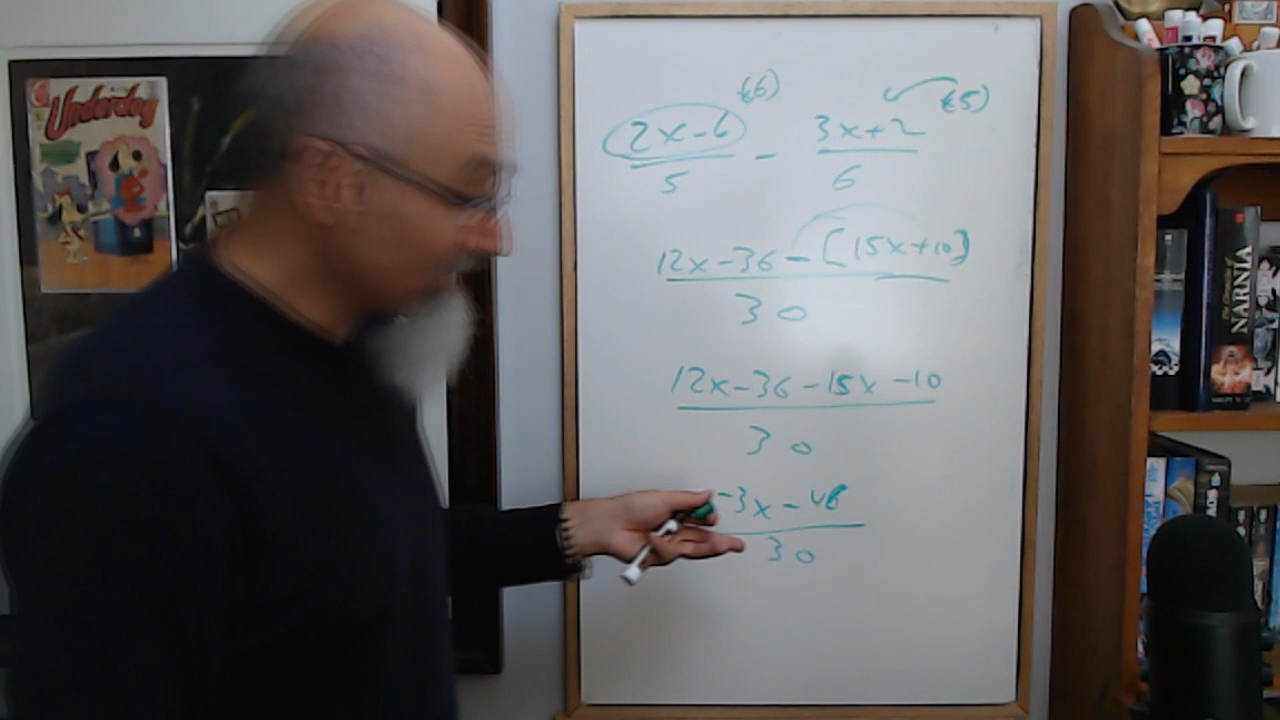 Underdog
(6) (5)
2x-6 - 3x+2
5 6
12x-36-[15x+10]
30
12x-36-15x-10
30
-3x-46
30
NARNIA